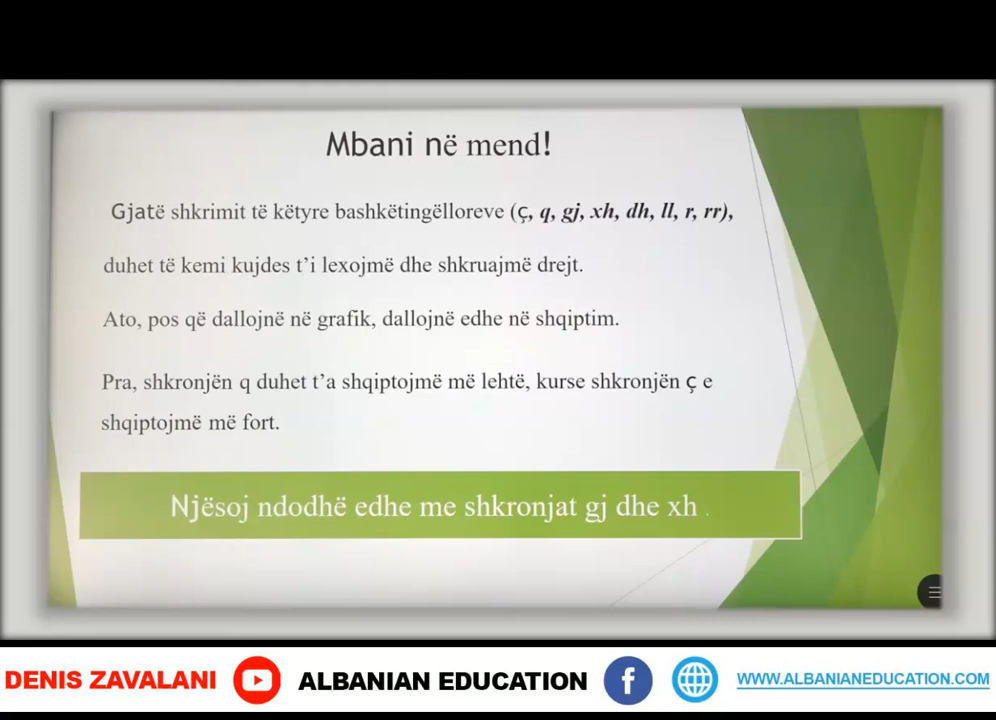 Mbani në mend!
Gjatë shkrimit të këtyre bashkëtingëlloreve (ç, q, gj, xh, dh, ll, r, rr),
duhet të kemi kujdes t’i lexojmë dhe shkruajmë drejt.
Ato, pos që dallojnë në grafik, dallojnë edhe në shqiptim.
Pra, shkronjën q duhet t’a shqiptojmë më lehtë, kurse shkronjën ç e
shqiptojmë më fort.
Njësoj ndodhë edhe me shkronjat gj dhe xh .
DENIS ZAVALANI ALBANIAN EDUCATION WWW.ALBANIANEDUCATION.COM